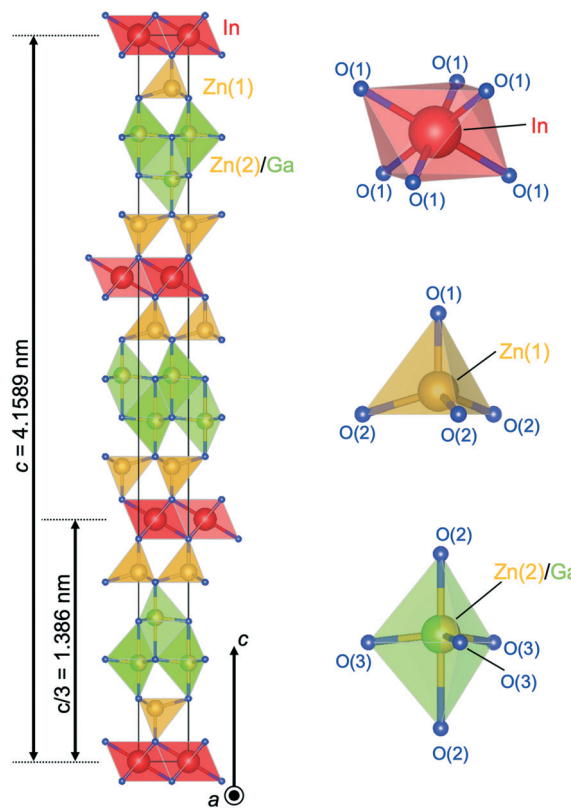 In
Zn(1)
Zn(2)/Ga
c = 4.1589 nm
c/3 = 1.386 nm
c
a
O(1)
O(1)
O(1)
In
O(1)
O(1)
O(1)
O(1)
Zn(1)
O(2)
O(2)
O(2)
O(2)
Zn(2)/Ga
O(3)
O(3)
O(3)
O(2)